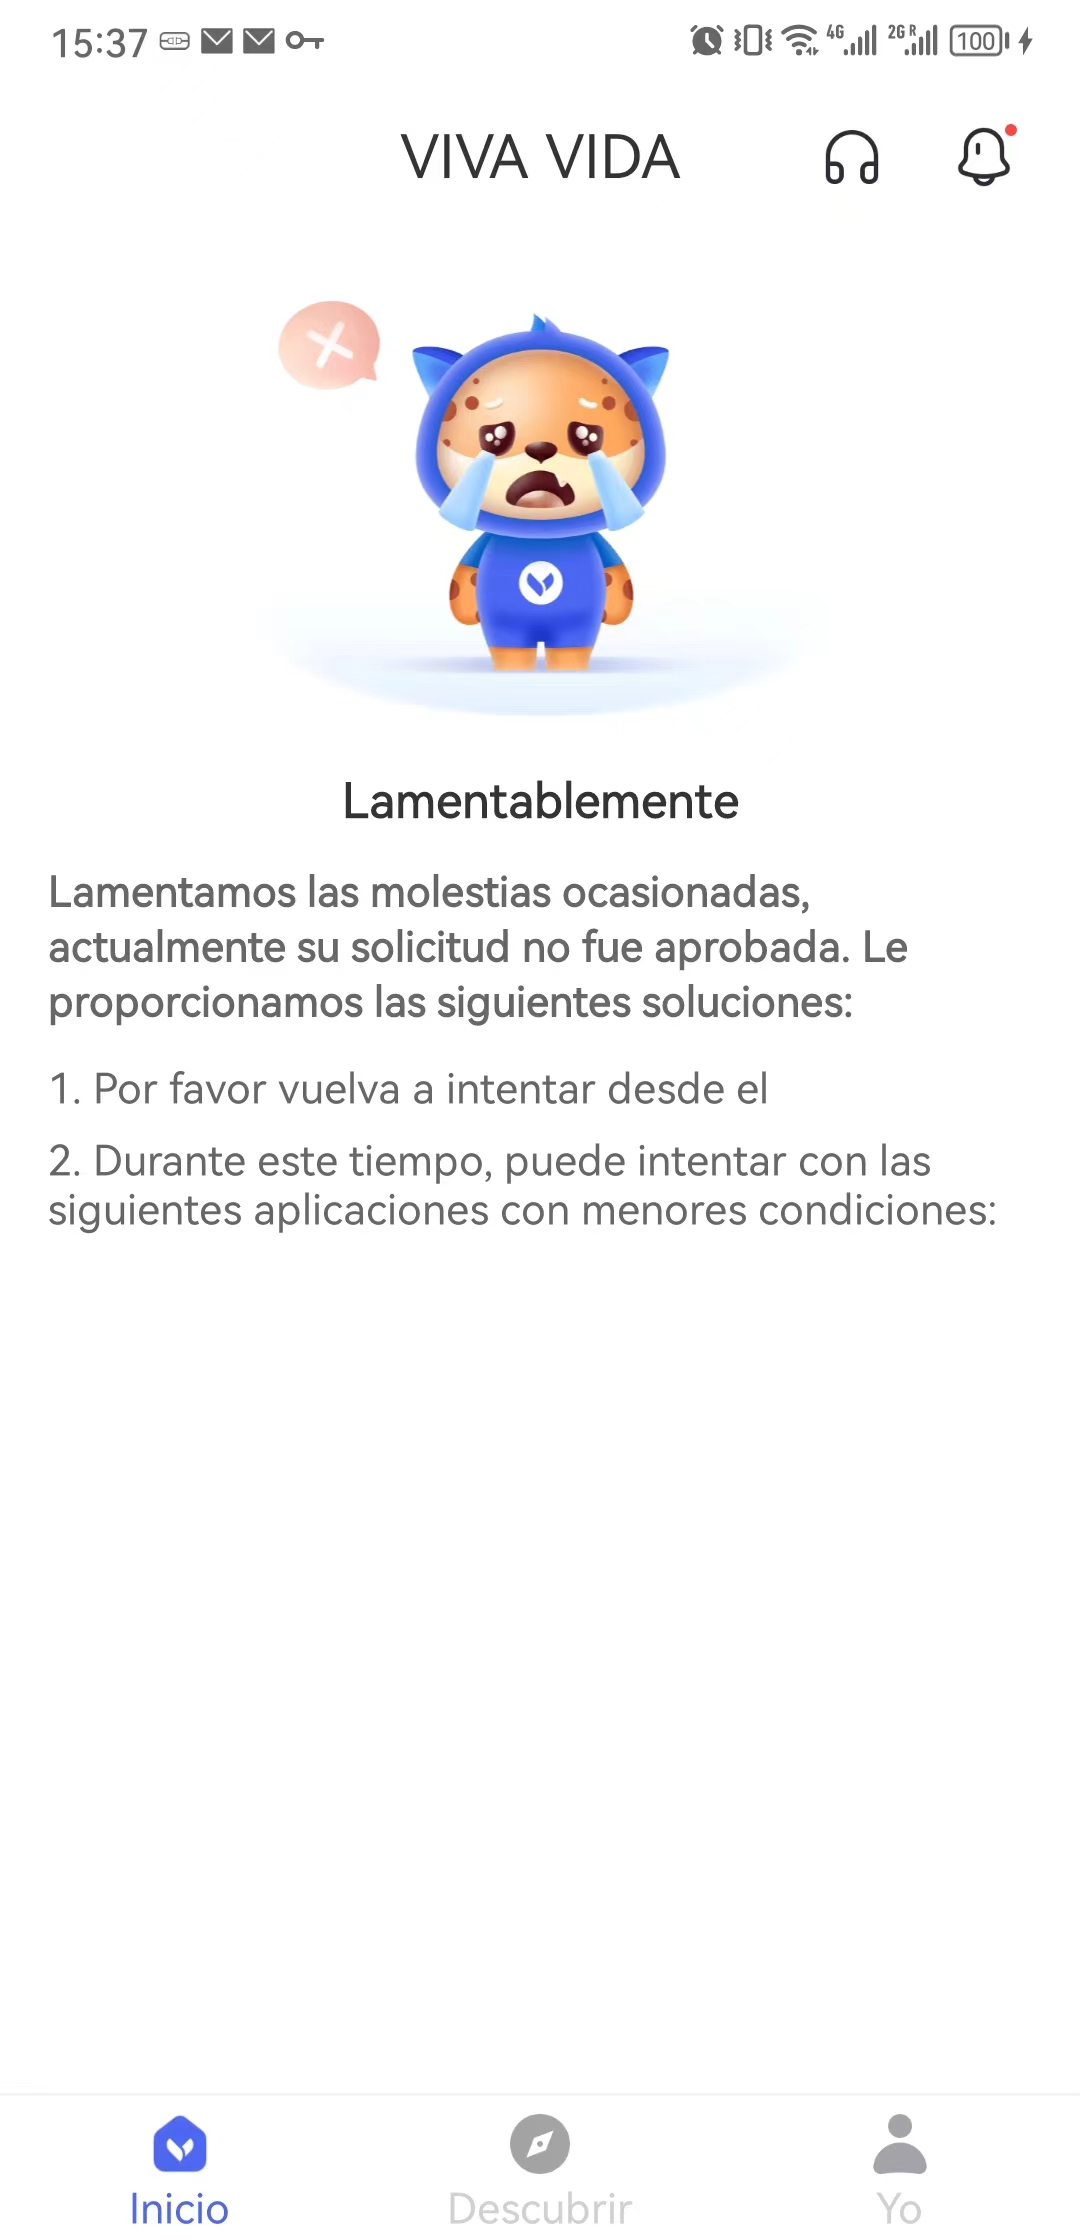 15:37
4G
2G R
100
VIVA VIDA
Lamentablemente
Lamentamos las molestias ocasionadas,
actualmente su solicitud no fue aprobada. Le
proporcionamos las siguientes soluciones:
1. Por favor vuelva a intentar desde el
2. Durante este tiempo, puede intentar con las
siguientes aplicaciones con menores condiciones:
Inicio
Descubrir
Yo